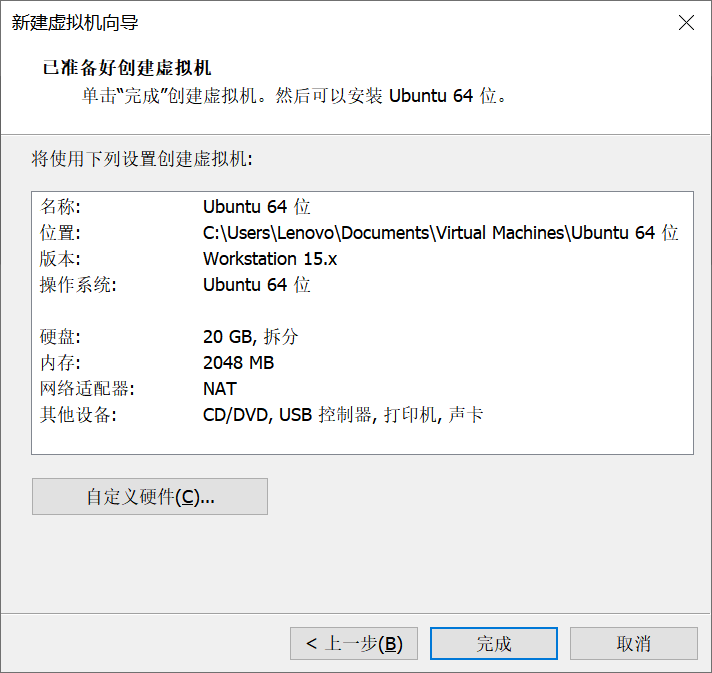 新建虚拟机向导
已准备好创建虚拟机
单击“完成”创建虚拟机。然后可以安装 Ubuntu 64 位。
将使用下列设置创建虚拟机:
名称: Ubuntu 64 位
位置: C:\Users\Lenovo\Documents\Virtual Machines\Ubuntu 64 位
版本: Workstation 15.x
操作系统: Ubuntu 64 位
硬盘: 20 GB, 拆分
内存: 2048 MB
网络适配器: NAT
其他设备: CD/DVD, USB 控制器, 打印机, 声卡
自定义硬件(C)...
< 上一步(B) 完成 取消